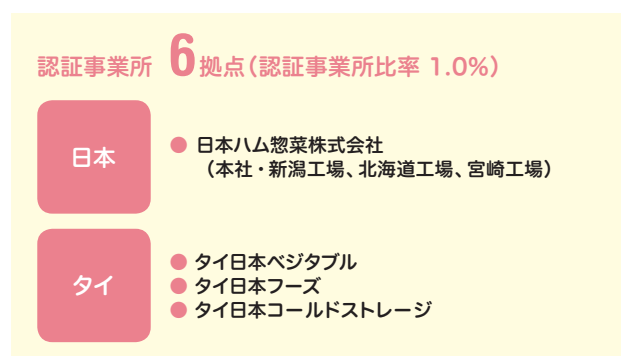 認証事業所 6拠点(認証事業所比率 1.0%)
日本
● 日本ハム惣菜株式会社
(本社・新潟工場、北海道工場、宮崎工場)
タイ
● タイ日本ベジタブル
● タイ日本フーズ
● タイ日本コールドストレージ